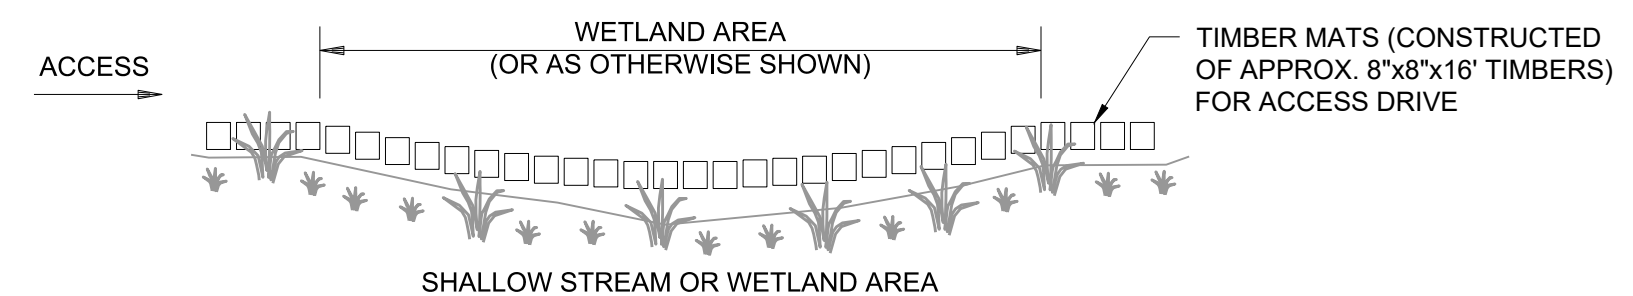 WETLAND AREA
(OR AS OTHERWISE SHOWN)
ACCESS
TIMBER MATS (CONSTRUCTED
OF APPROX. 8"x8"x16' TIMBERS)
FOR ACCESS DRIVE
SHALLOW STREAM OR WETLAND AREA